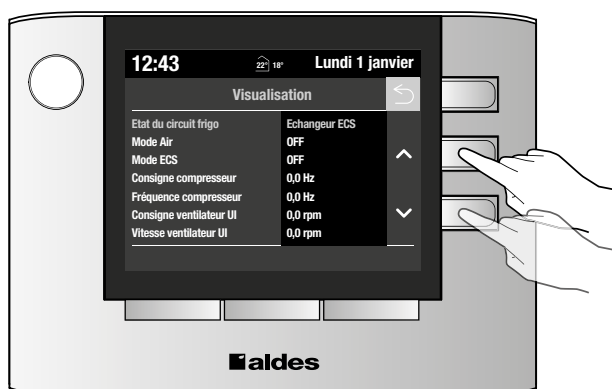 12:43 22° 18° Lundi 1 janvier
Visualisation
Etat du circuit frigo Echangeur ECS
Mode Air OFF
Mode ECS OFF
Consigne compresseur 0,0 Hz
Fréquence compresseur 0,0 Hz
Consigne ventilateur UI 0,0 rpm
Vitesse ventilateur UI 0,0 rpm
aldes